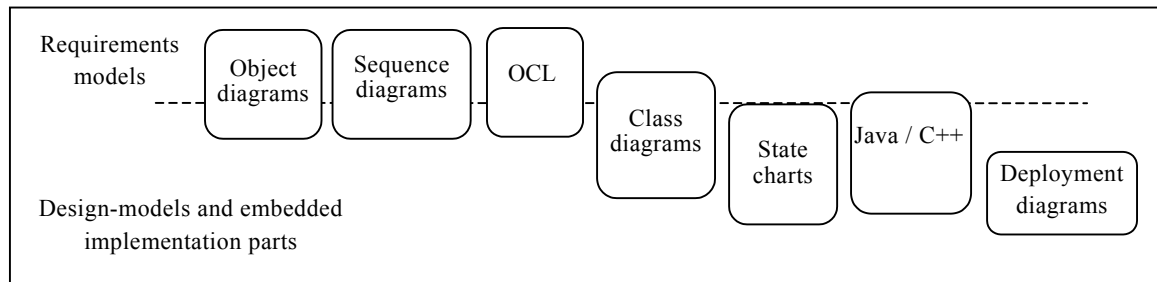 Requirements
models
Object
diagrams
Sequence
diagrams
OCL
Class
diagrams
State
charts
Java / C++
Deployment
diagrams
Design-models and embedded
implementation parts